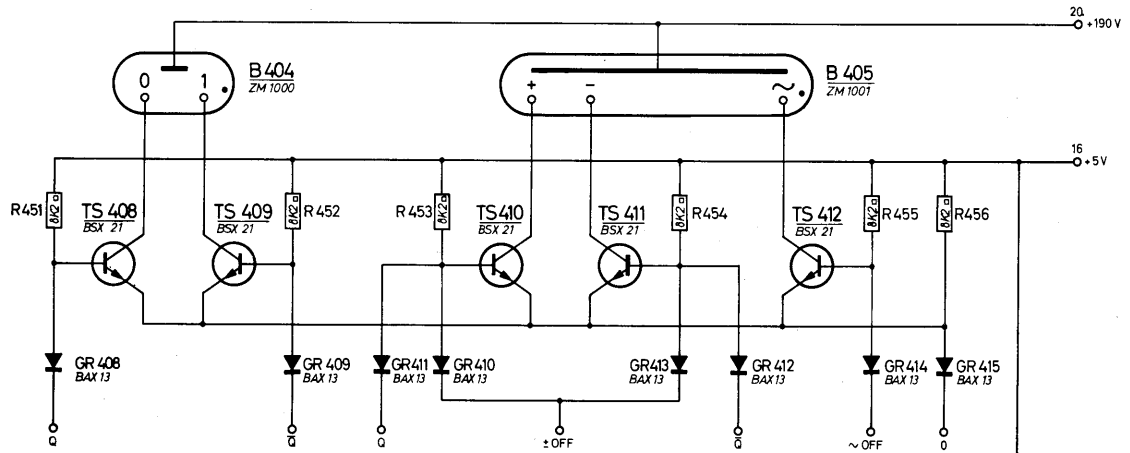 20
+190 V
B 404
ZM 1000
0 1
B 405
ZM 1001
+ - ~
16
+5 V
R451 8K2
TS 408
BSX 21
TS 409
BSX 21
8K2 R 452
R453 8K2
TS 410
BSX 21
TS 411
BSX 21
8K2 R 454
TS 412
BSX 21
8K2 R 455
8K2 R 456
GR 408
BAX 13
GR 409
BAX 13
GR411
BAX 13
GR 410
BAX 13
GR413
BAX 13
GR 412
BAX 13
GR 414
BAX 13
GR 415
BAX 13
Q
Q̅
Q
± OFF
Q̅
~ OFF
0